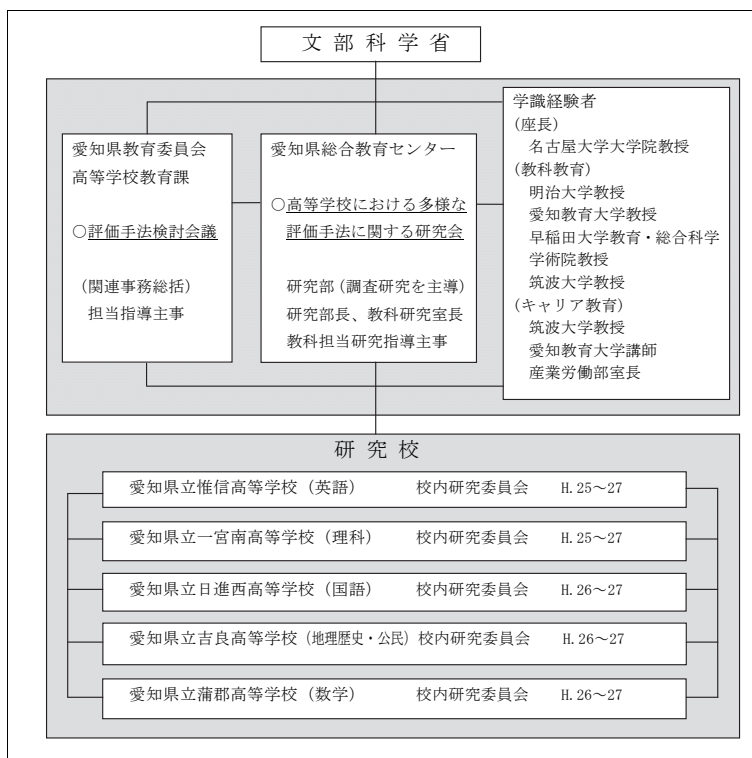 文部科学省
愛知県教育委員会
高等学校教育課
○評価手法検討会議
(関連事務総括)
担当指導主事
愛知県総合教育センター
○高等学校における多様な
評価手法に関する研究会
研究部(調査研究を主導)
研究部長、教科研究室長
教科担当研究指導主事
学識経験者
(座長)
名古屋大学大学院教授
(教科教育)
明治大学教授
愛知教育大学教授
早稲田大学教育・総合科学
学術院教授
筑波大学教授
(キャリア教育)
筑波大学教授
愛知教育大学講師
産業労働部室長
研究校
愛知県立惟信高等学校(英語) 校内研究委員会 H.25~27
愛知県立一宮南高等学校(理科) 校内研究委員会 H.25~27
愛知県立日進西高等学校(国語) 校内研究委員会 H.26~27
愛知県立吉良高等学校(地理歴史・公民) 校内研究委員会 H.26~27
愛知県立蒲郡高等学校(数学) 校内研究委員会 H.26~27